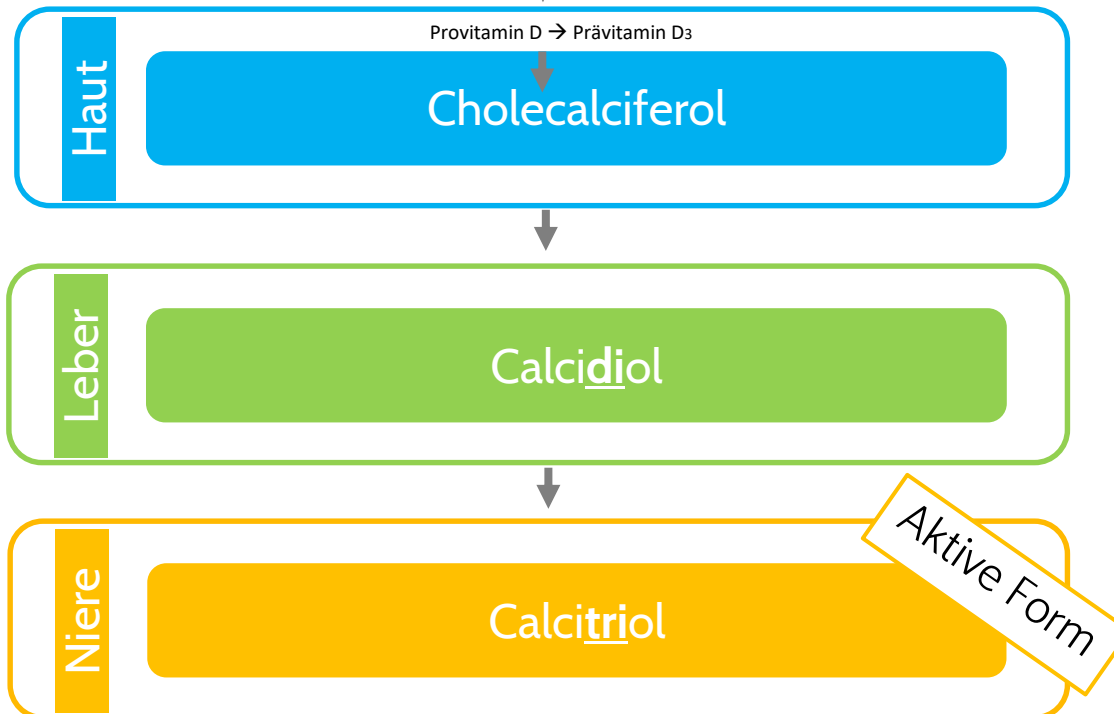 Provitamin D → Prävitamin D3
Haut
Cholecalciferol
Leber
Calcidiol
Niere
Calcitriol
Aktive Form